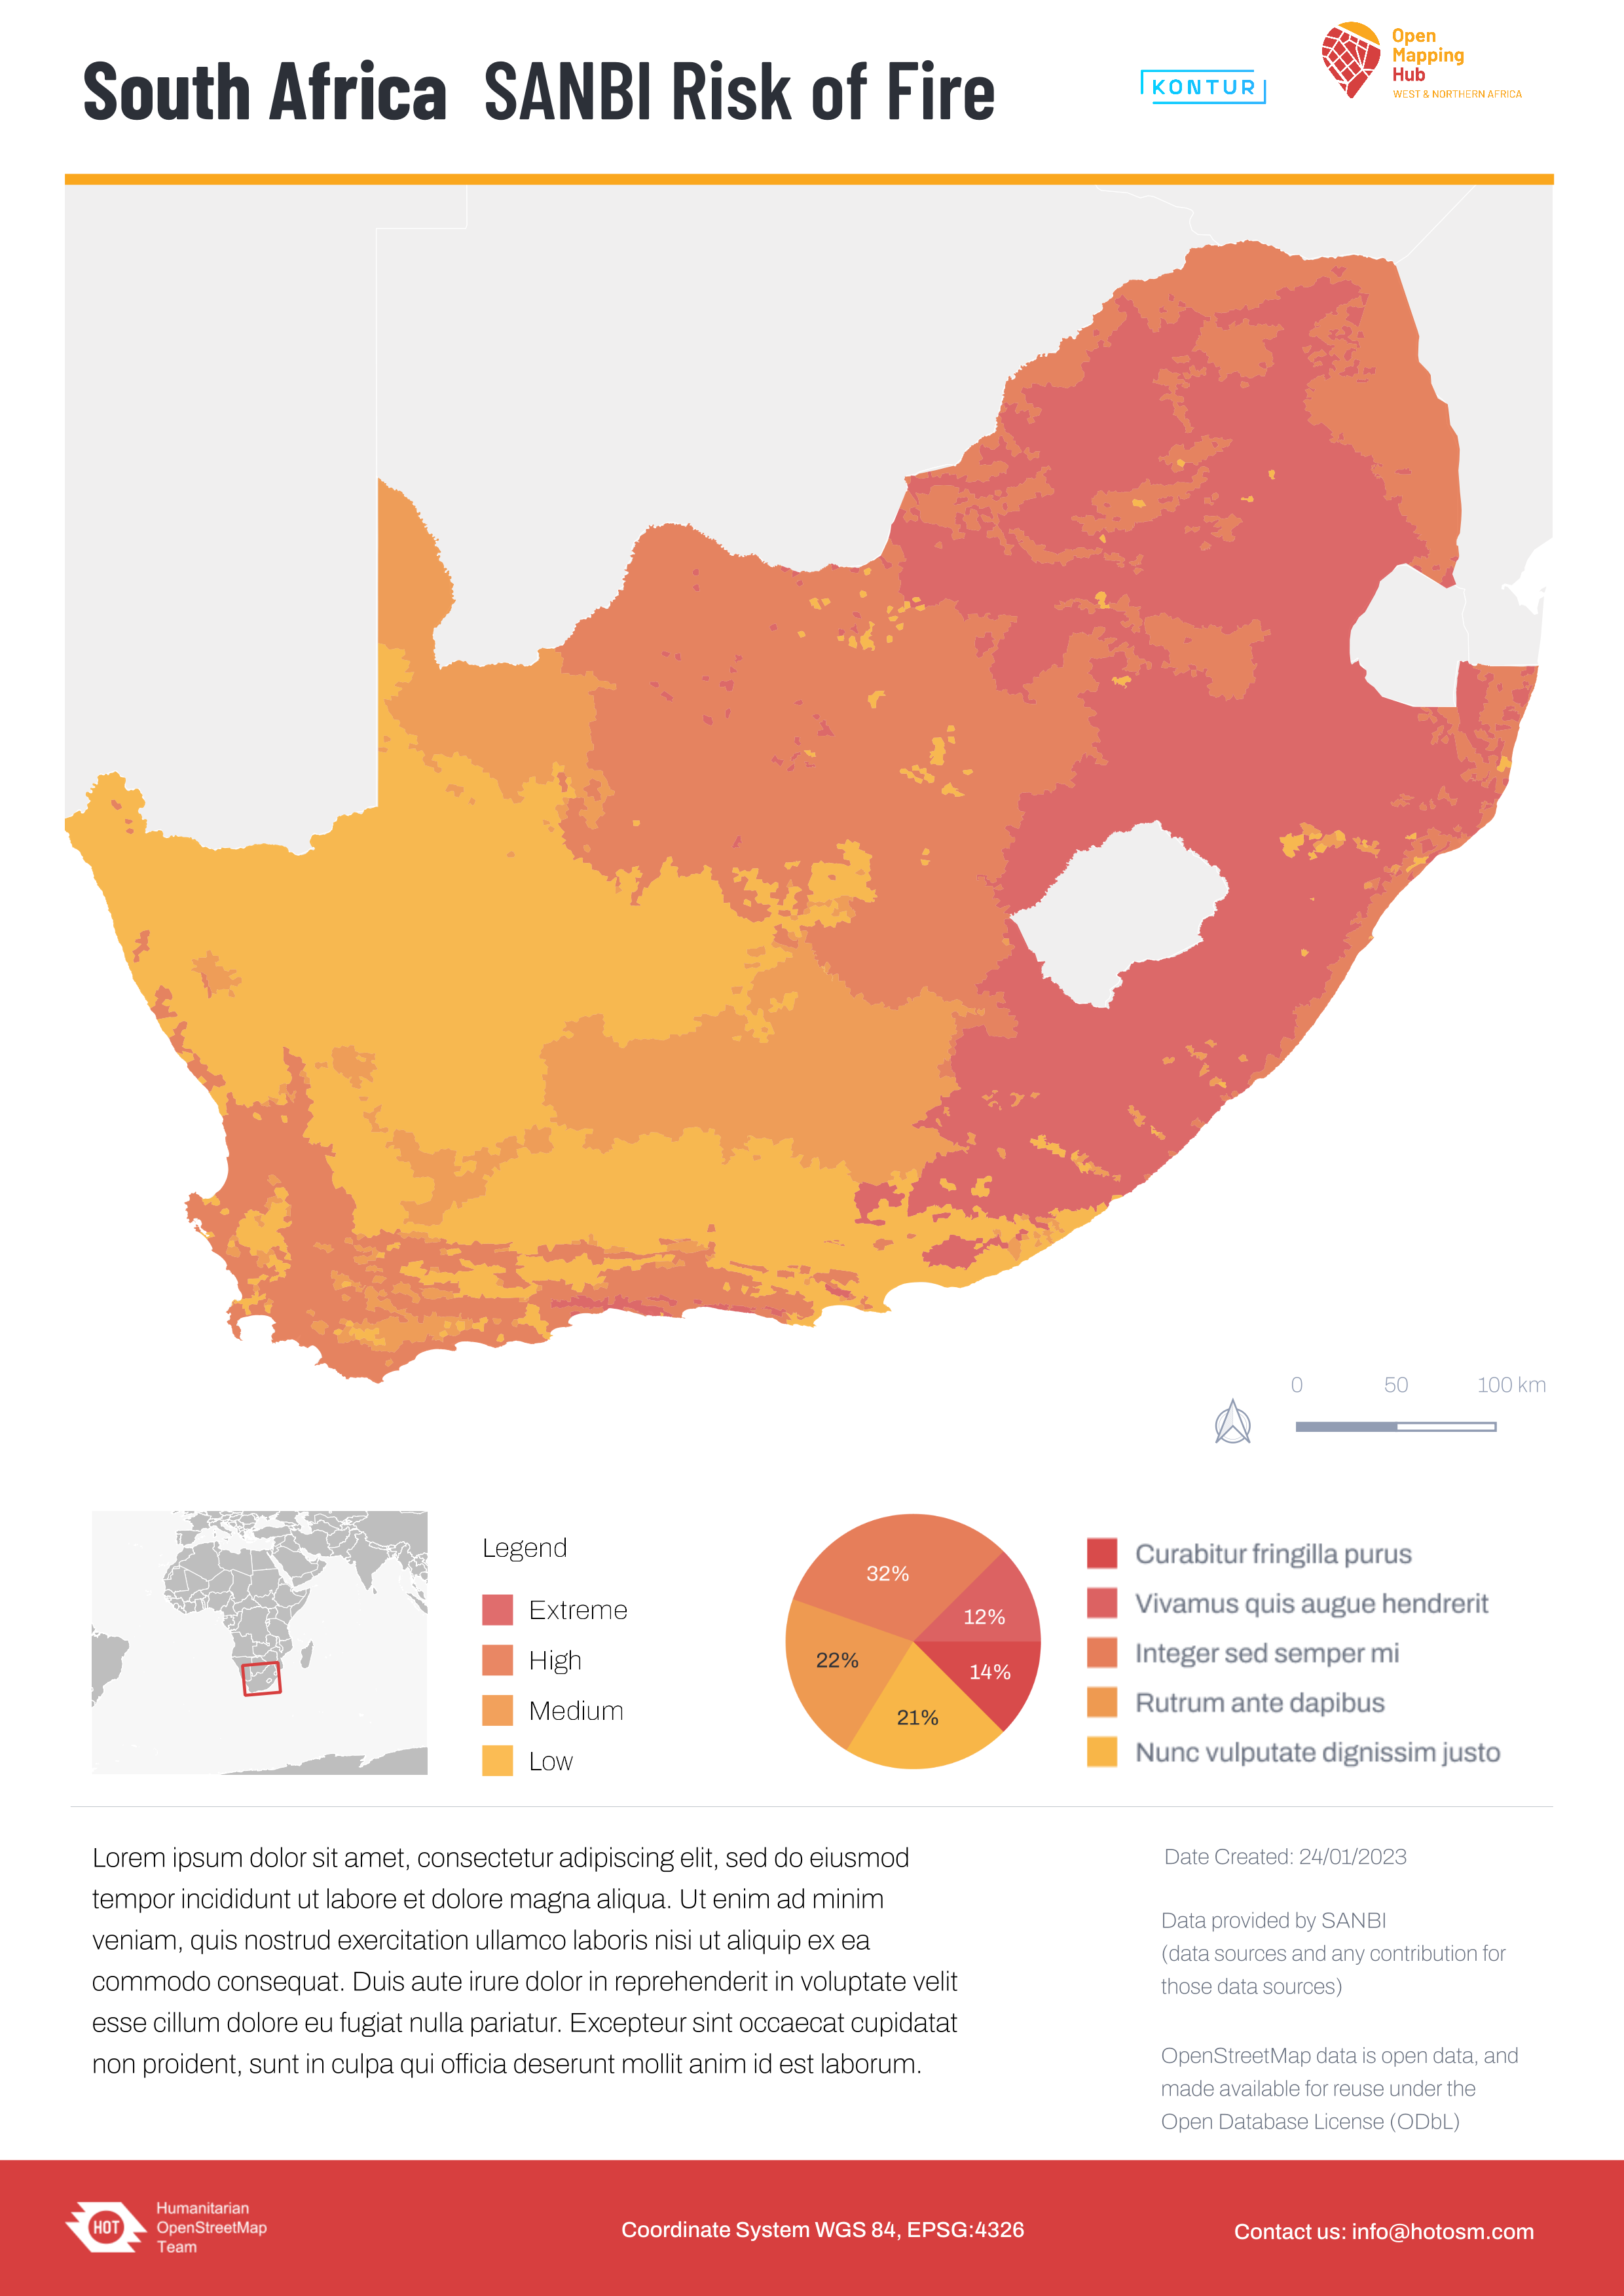 South Africa SANBI Risk of Fire
KONTUR
Open
Mapping
Hub
WEST & NORTHERN AFRICA
0 50 100 km
Legend
Extreme
High
Medium
Low
32%
12%
22%
14%
21%
Curabitur fringilla purus
Vivamus quis augue hendrerit
Integer sed semper mi
Rutrum ante dapibus
Nunc vulputate dignissim justo
Lorem ipsum dolor sit amet, consectetur adipiscing elit, sed do eiusmod
tempor incididunt ut labore et dolore magna aliqua. Ut enim ad minim
veniam, quis nostrud exercitation ullamco laboris nisi ut aliquip ex ea
commodo consequat. Duis aute irure dolor in reprehenderit in voluptate velit
esse cillum dolore eu fugiat nulla pariatur. Excepteur sint occaecat cupidatat
non proident, sunt in culpa qui officia deserunt mollit anim id est laborum.
Date Created: 24/01/2023
Data provided by SANBI
(data sources and any contribution for
those data sources)
OpenStreetMap data is open data, and
made available for reuse under the
Open Database License (ODbL)
HOT
Humanitarian
OpenStreetMap
Team
Coordinate System WGS 84, EPSG:4326
Contact us: info@hotosm.com